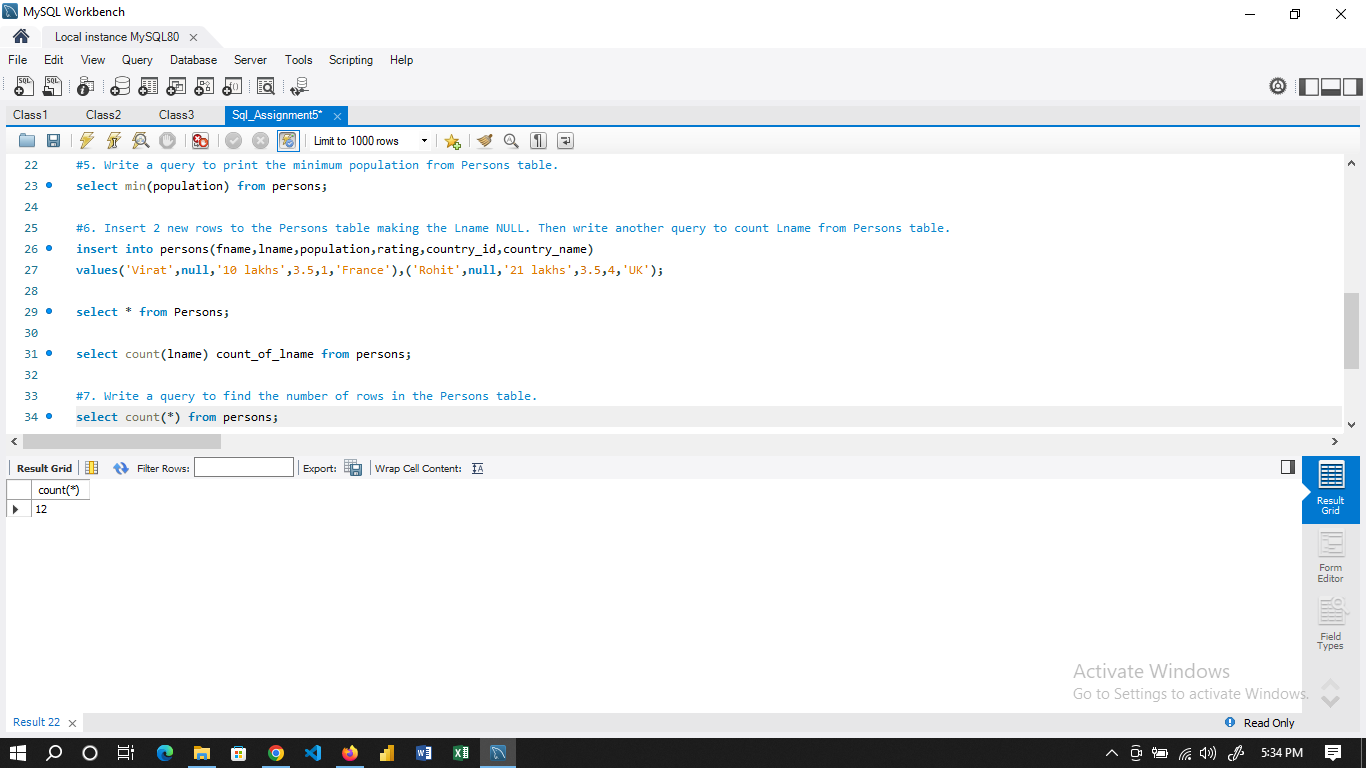 MySQL Workbench
Local instance MySQL80
File Edit View Query Database Server Tools Scripting Help
Class1 Class2 Class3 Sql_Assignment5*
Limit to 1000 rows
22 #5. Write a query to print the minimum population from Persons table.
23 select min(population) from persons;
24
25 #6. Insert 2 new rows to the Persons table making the Lname NULL. Then write another query to count Lname from Persons table.
26 insert into persons(fname,lname,population,rating,country_id,country_name)
27 values('Virat',null,'10 lakhs',3.5,1,'France'),('Rohit',null,'21 lakhs',3.5,4,'UK');
28
29 select * from Persons;
30
31 select count(lname) count_of_lname from persons;
32
33 #7. Write a query to find the number of rows in the Persons table.
34 select count(*) from persons;
Result Grid Filter Rows: Export: Wrap Cell Content:
count(*)
12
Result
Grid
Form
Editor
Field
Types
Activate Windows
Go to Settings to activate Windows.
Result 22 Read Only
5:34 PM